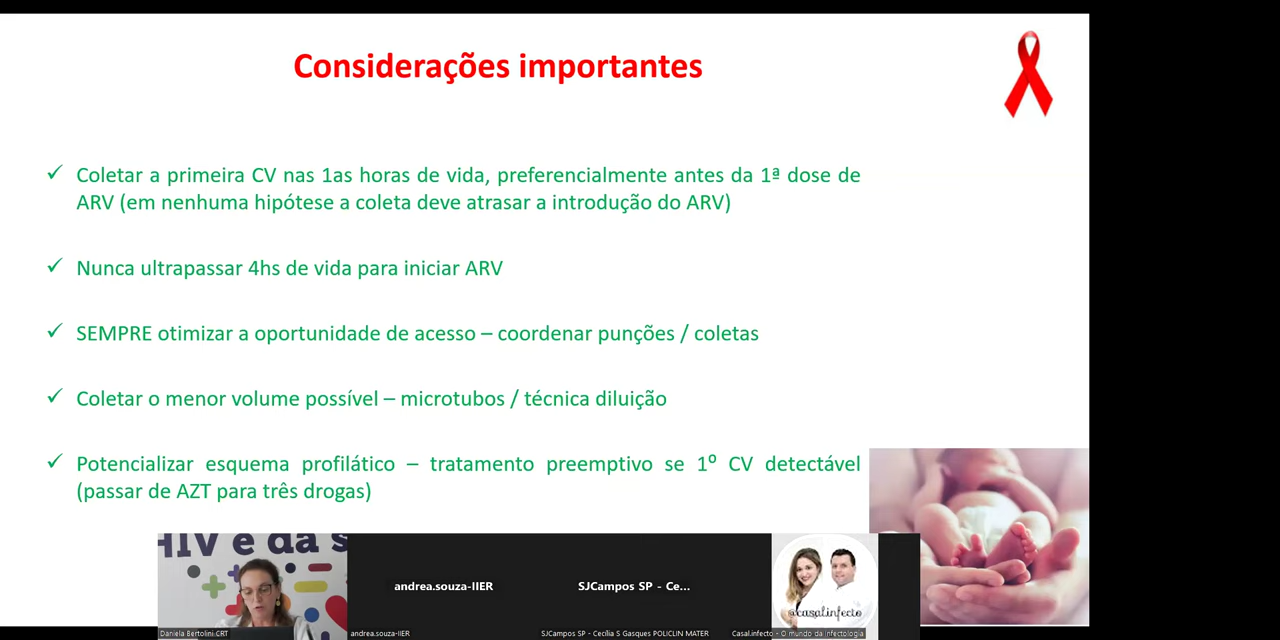 Considerações importantes
✓ Coletar a primeira CV nas 1as horas de vida, preferencialmente antes da 1ª dose de
ARV (em nenhuma hipótese a coleta deve atrasar a introdução do ARV)
✓ Nunca ultrapassar 4hs de vida para iniciar ARV
✓ SEMPRE otimizar a oportunidade de acesso – coordenar punções / coletas
✓ Coletar o menor volume possível – microtubos / técnica diluição
✓ Potencializar esquema profilático – tratamento preemptivo se 1º CV detectável
(passar de AZT para três drogas)
HIV e da s
andrea.souza-IIER
SJCampos SP - Ce...
@casal.infecto
Daniela Bertolini.CRT
andrea.souza-IIER
SJCampos SP - Cecília S Gasques POLICLIN MATER
Casal.infecto - O mundo da infectologia